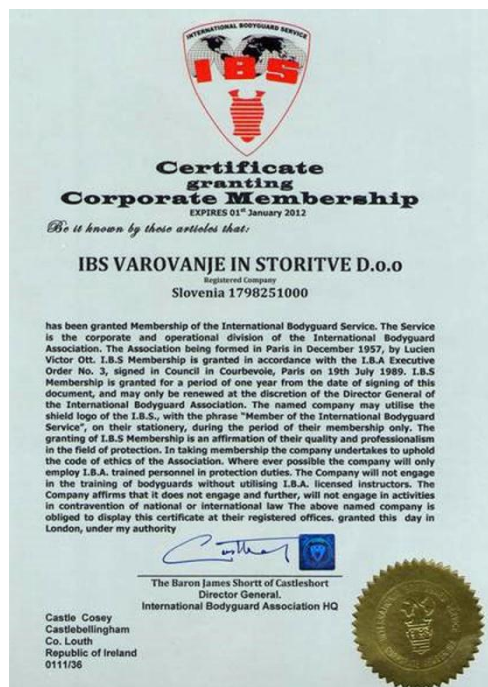 INTERNATIONAL BODYGUARD SERVICE
IBS
Certificate
granting
Corporate Membership
EXPIRES 01st January 2012
Be it known by these articles that:
IBS VAROVANJE IN STORITVE D.o.o
Registered Company
Slovenia 1798251000
has been granted Membership of the International Bodyguard Service. The Service
is the corporate and operational division of the International Bodyguard
Association. The Association being formed in Paris in December 1957, by Lucien
Victor Ott. I.B.S Membership is granted in accordance with the I.B.A Executive
Order No. 3, signed in Council in Courbevoie, Paris on 19th July 1989. I.B.S
Membership is granted for a period of one year from the date of signing of this
document, and may only be renewed at the discretion of the Director General of
the International Bodyguard Association. The named company may utilise the
shield logo of the I.B.S., with the phrase "Member of the International Bodyguard
Service", on their stationery, during the period of their membership only. The
granting of I.B.S Membership is an affirmation of their quality and professionalism
in the field of protection. In taking membership the company undertakes to uphold
the code of ethics of the Association. Where ever possible the company will only
employ I.B.A. trained personnel in protection duties. The Company will not engage
in the training of bodyguards without utilising I.B.A. licensed instructors. The
Company affirms that it does not engage and further, will not engage in activities
in contravention of national or international law The above named company is
obliged to display this certificate at their registered offices. granted this day in
London, under my authority
The Baron James Shortt of Castleshort
Director General.
International Bodyguard Association HQ
Castle Cosey
Castlebellingham
Co. Louth
Republic of Ireland
0111/36